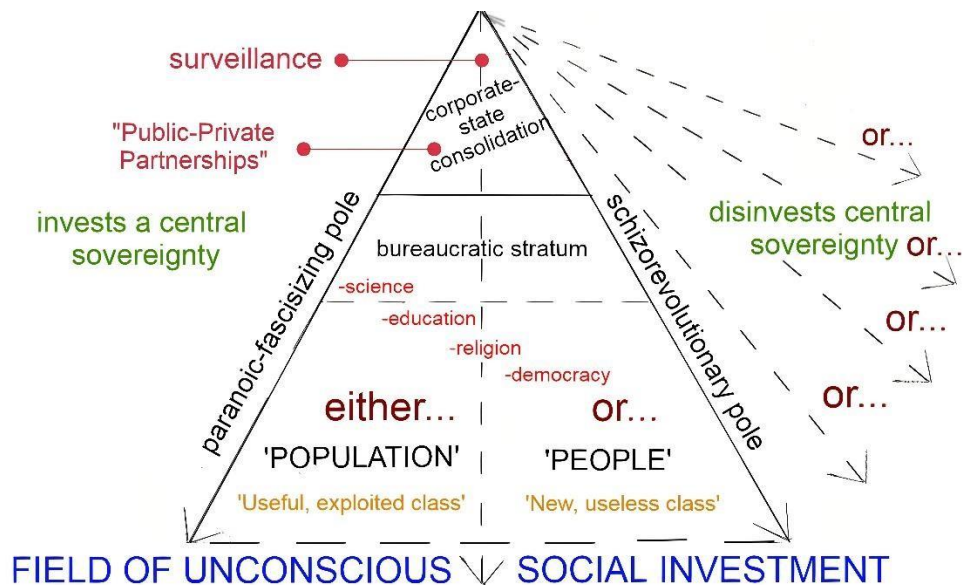 surveillance
"Public-Private
Partnerships"
corporate-
state
consolidation
or...
invests a central
sovereignty
disinvests central
sovereignty
or...
paranoic-fascisizing pole
schizorevolutionary pole
bureaucratic stratum
-science
-education
-religion
-democracy
or...
or...
either...
or...
'POPULATION'
'PEOPLE'
'Useful, exploited class'
'New, useless class'
FIELD OF UNCONSCIOUS SOCIAL INVESTMENT